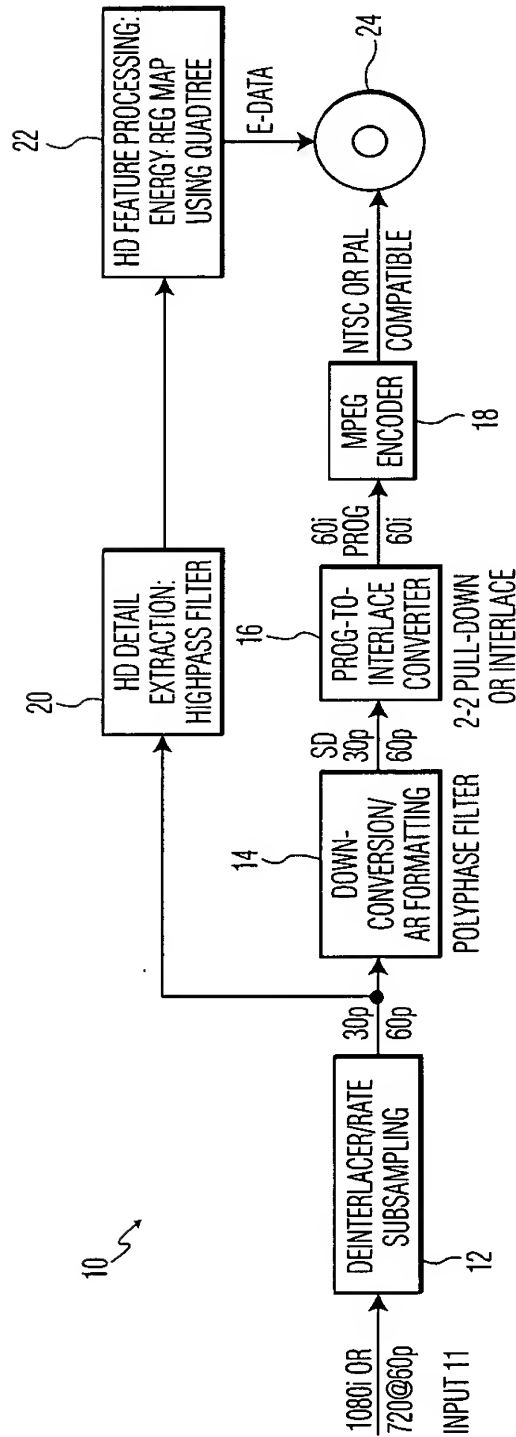 10
1080i OR
720@60p
INPUT 11
DEINTERLACER/RATE
SUBSAMPLING
12
30p
60p
20
HD DETAIL
EXTRACTION:
HIGHPASS FILTER
14
DOWN-
CONVERSION/
AR FORMATTING
POLYPHASE FILTER
SD
30p
60p
16
PROG-TO-
INTERLACE
CONVERTER
2-2 PULL-DOWN
OR INTERLACE
60i
PROG
60i
MPEG
ENCODER
18
NTSC OR PAL
COMPATIBLE
22
HD FEATURE PROCESSING:
ENERGY-REG MAP
USING QUADTREE
E-DATA
24